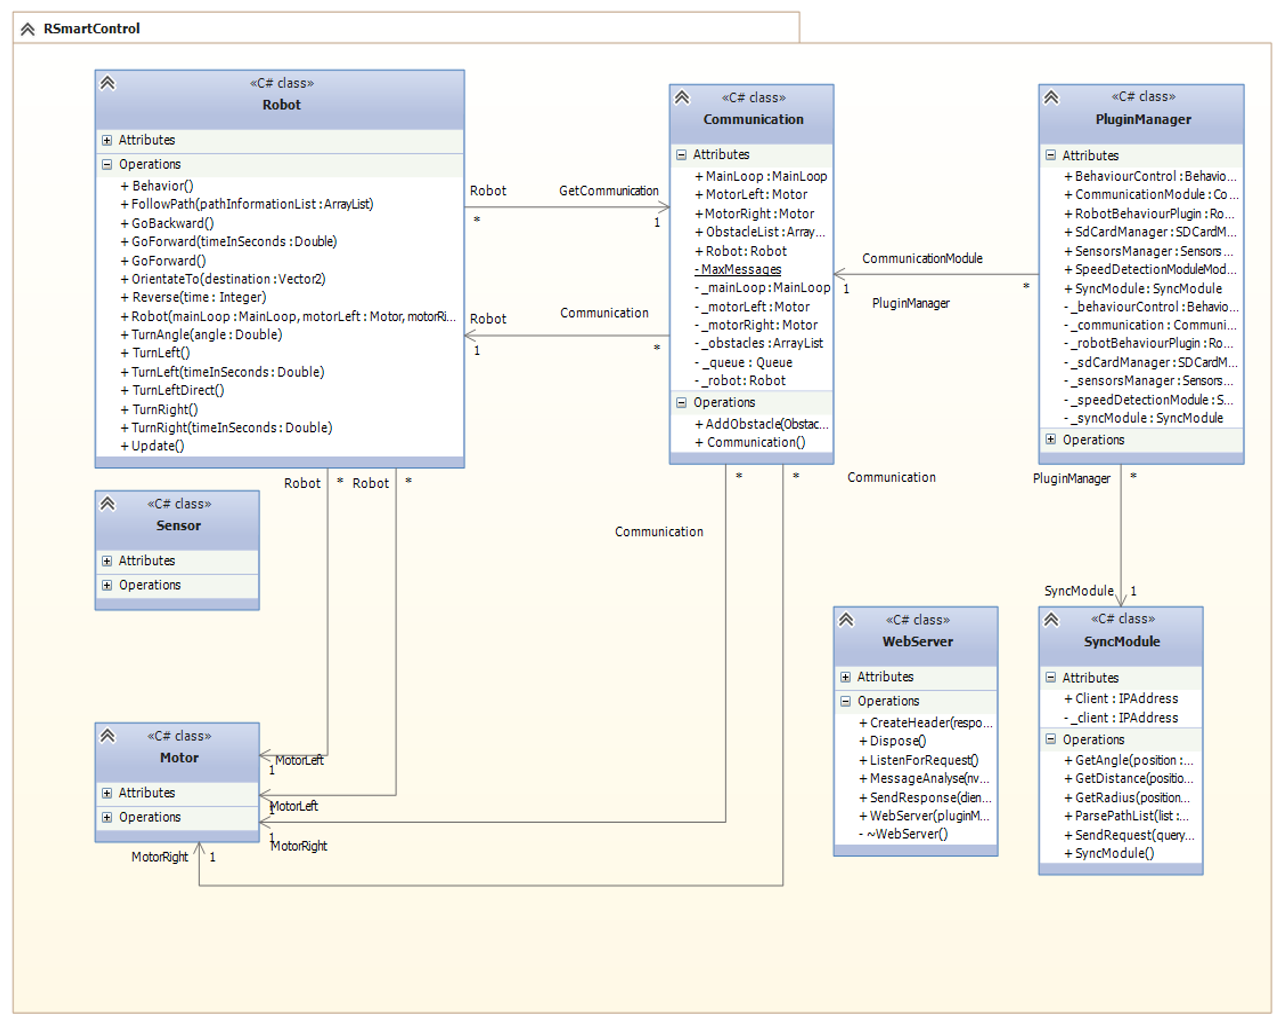 RSmartControl
«C# class»
Robot
Attributes
Operations
+ Behavior()
+ FollowPath(pathInformationList : ArrayList)
+ GoBackward()
+ GoForward(timeInSeconds : Double)
+ GoForward()
+ OrientateTo(destination : Vector2)
+ Reverse(time : Integer)
+ Robot(mainLoop : MainLoop, motorLeft : Motor, motorRi...
+ TurnAngle(angle : Double)
+ TurnLeft()
+ TurnLeft(timeInSeconds : Double)
+ TurnLeftDirect()
+ TurnRight()
+ TurnRight(timeInSeconds : Double)
+ Update()
Robot GetCommunication
* 1
Robot Communication
1 *
«C# class»
Communication
Attributes
+ MainLoop : MainLoop
+ MotorLeft : Motor
+ MotorRight : Motor
+ ObstacleList : Array...
+ Robot : Robot
- MaxMessages
- _mainLoop : MainLoop
- _motorLeft : Motor
- _motorRight : Motor
- _obstacles : ArrayList
- _queue : Queue
- _robot : Robot
Operations
+ AddObstacle(Obstac...
+ Communication()
CommunicationModule
1 *
PluginManager
«C# class»
PluginManager
Attributes
+ BehaviourControl : Behavio...
+ CommunicationModule : Co...
+ RobotBehaviourPlugin : Ro...
+ SdCardManager : SDCardM...
+ SensorsManager : Sensors...
+ SpeedDetectionModuleMod...
+ SyncModule : SyncModule
- _behaviourControl : Behavio...
- _communication : Communi...
- _robotBehaviourPlugin : Ro...
- _sdCardManager : SDCardM...
- _sensorsManager : Sensors...
- _speedDetectionModule : S...
- _syncModule : SyncModule
Operations
Robot * Robot *
* * Communication
Communication
PluginManager *
SyncModule 1
«C# class»
Sensor
Attributes
Operations
«C# class»
Motor
Attributes
Operations
MotorLeft
1
MotorLeft
1
1
MotorRight
MotorRight 1
«C# class»
WebServer
Attributes
Operations
+ CreateHeader(respo...
+ Dispose()
+ ListenForRequest()
+ MessageAnalyse(nv...
+ SendResponse(clien...
+ WebServer(pluginM...
- ~WebServer()
«C# class»
SyncModule
Attributes
+ Client : IPAddress
- _client : IPAddress
Operations
+ GetAngle(position :...
+ GetDistance(positio...
+ GetRadius(position...
+ ParsePathList(list :...
+ SendRequest(query...
+ SyncModule()